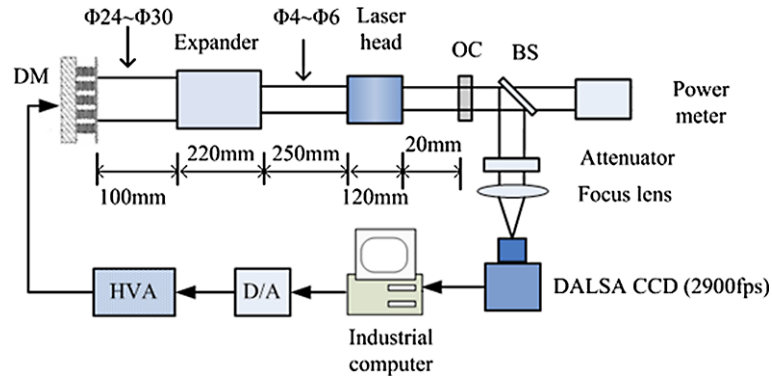 Φ24~Φ30
Φ4~Φ6
Laser
head
Expander
OC
BS
DM
Power
meter
220mm
250mm
20mm
100mm
120mm
Attenuator
Focus lens
HVA
D/A
DALSA CCD (2900fps)
Industrial
computer